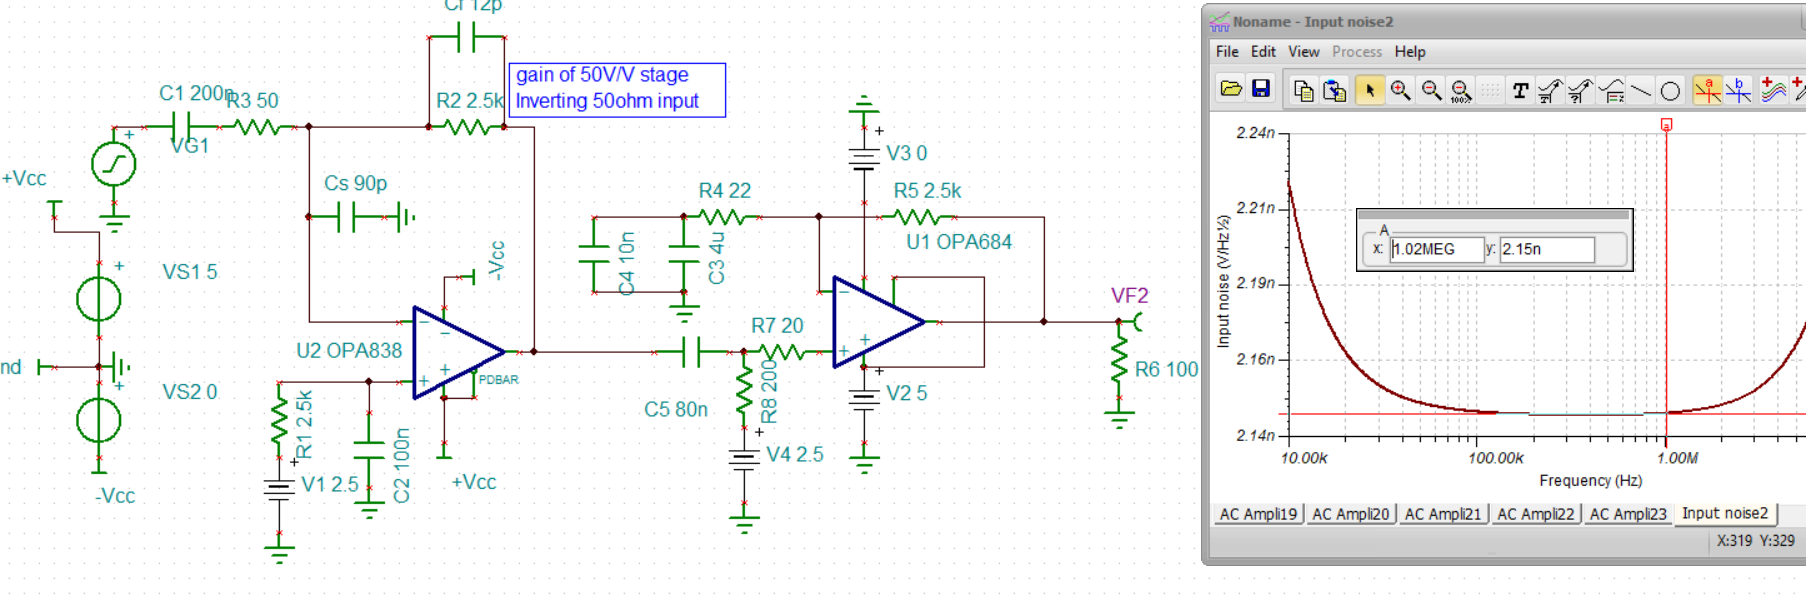 Cf 12p
C1 200n
R3 50
R2 2.5k
gain of 50V/V stage
Inverting 50ohm input
+
VG1
+Vcc
Cs 90p
+
VS1 5
-Vcc
U2 OPA838
PDBAR
nd
+
VS2 0
-Vcc
R1 2.5k
+
V1 2.5
C2 100n
+Vcc
+
V3 0
R4 22
R5 2.5k
U1 OPA684
C4 10n
C3 4u
R7 20
C5 80n
R8 200
+
V4 2.5
+
V2 5
VF2
R6 100
Noname - Input noise2
File Edit View Process Help
100%
T
a
b
2.24n
2.21n
2.19n
2.16n
2.14n
Input noise (V/Hz½)
A
x: 1.02MEG y: 2.15n
a
10.00k 100.00k 1.00M
Frequency (Hz)
AC Ampli19 AC Ampli20 AC Ampli21 AC Ampli22 AC Ampli23 Input noise2
X:319 Y:329